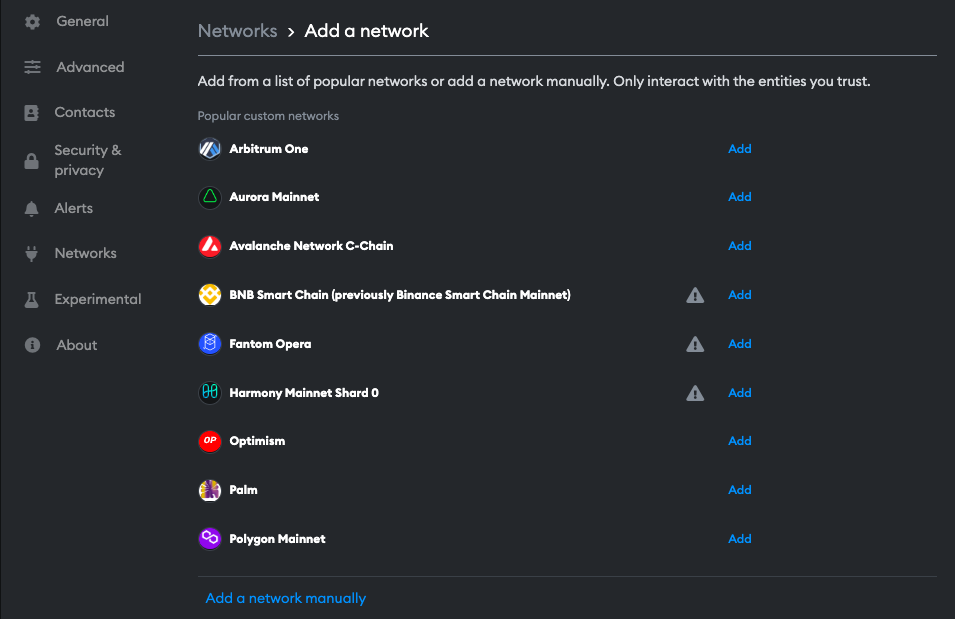 General
Advanced
Contacts
Security &
privacy
Alerts
Networks
Experimental
About
Networks > Add a network
Add from a list of popular networks or add a network manually. Only interact with the entities you trust.
Popular custom networks
Arbitrum One Add
Aurora Mainnet Add
Avalanche Network C-Chain Add
BNB Smart Chain (previously Binance Smart Chain Mainnet) Add
Fantom Opera Add
Harmony Mainnet Shard 0 Add
OP Optimism Add
Palm Add
Polygon Mainnet Add
Add a network manually